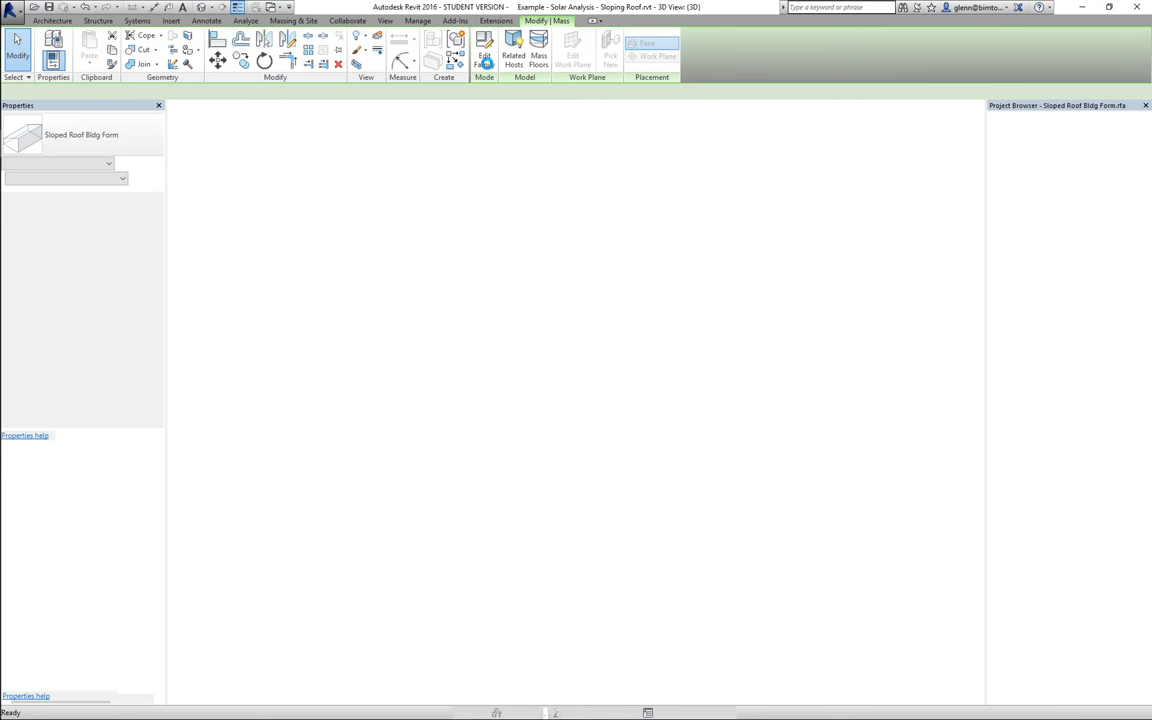 Autodesk Revit 2016 - STUDENT VERSION - Example - Solar Analysis - Sloping Roof.rvt - 3D View: {3D}
Type a keyword or phrase
glenn@bimto...
Architecture Structure Systems Insert Annotate Analyze Massing & Site Collaborate View Manage Add-Ins Extensions Modify | Mass
Modify
Paste
Cope
Cut
Join
Edit
Related Hosts
Mass Floors
Edit Work Plane
Pick New
Face
Work Plane
Select Properties Clipboard Geometry Modify View Measure Create Mode Model Work Plane Placement
Properties
Project Browser - Sloped Roof Bldg Form.rfa
Sloped Roof Bldg Form
Properties help
Properties help
Ready